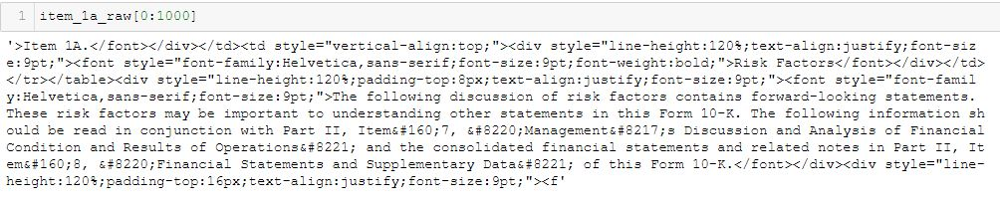 1 item_1a_raw[0:1000]
'>Item 1A.</font></div></td><td style="vertical-align:top;"><div style="line-height:120%;text-align:justify;font-siz
e:9pt;"><font style="font-family:Helvetica,sans-serif;font-size:9pt;font-weight:bold;">Risk Factors</font></div></td>
</tr></table><div style="line-height:120%;padding-top:8px;text-align:justify;font-size:9pt;"><font style="font-famil
y:Helvetica,sans-serif;font-size:9pt;">The following discussion of risk factors contains forward-looking statements.
These risk factors may be important to understanding other statements in this Form 10-K. The following information sh
ould be read in conjunction with Part II, Item&#160;7, &#8220;Management&#8217;s Discussion and Analysis of Financial
Condition and Results of Operations&#8221; and the consolidated financial statements and related notes in Part II, It
em&#160;8, &#8220;Financial Statements and Supplementary Data&#8221; of this Form 10-K.</font></div><div style="line-
height:120%;padding-top:16px;text-align:justify;font-size:9pt;"><f'